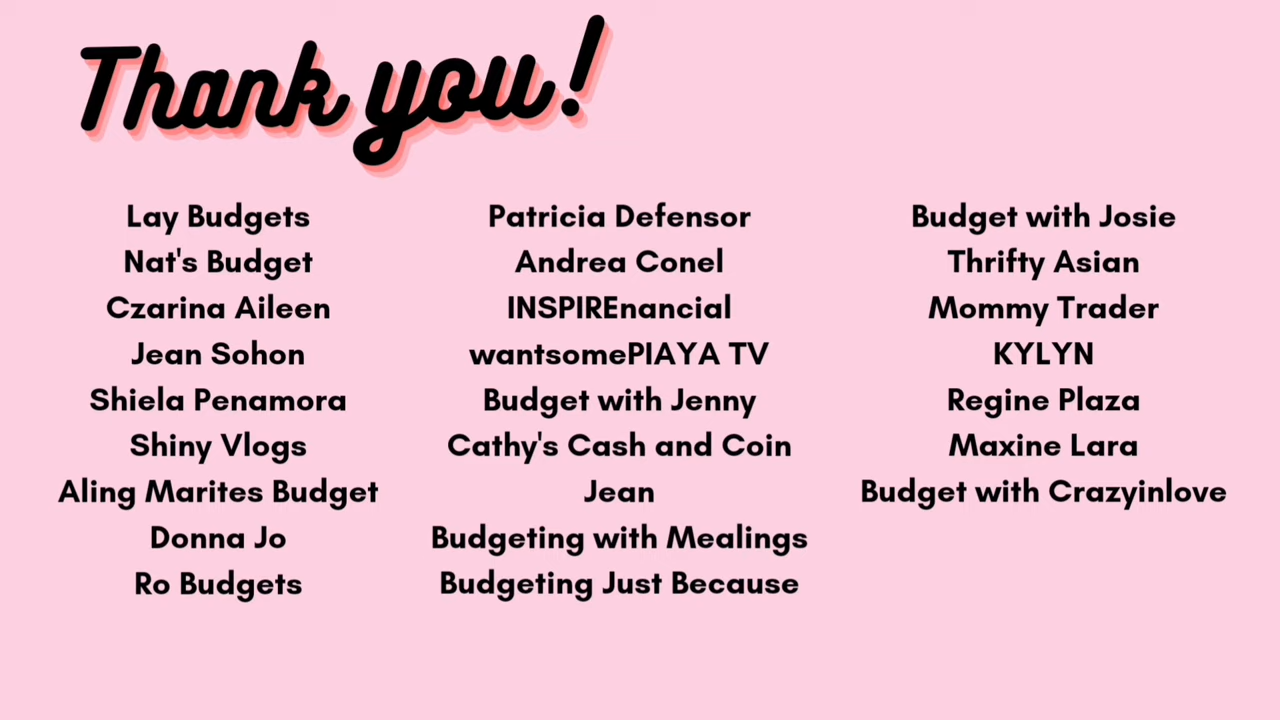 Thank you!
Lay Budgets
Nat's Budget
Czarina Aileen
Jean Sohon
Shiela Penamora
Shiny Vlogs
Aling Marites Budget
Donna Jo
Ro Budgets
Patricia Defensor
Andrea Conel
INSPIREnancial
wantsomePIAYA TV
Budget with Jenny
Cathy's Cash and Coin
Jean
Budgeting with Mealings
Budgeting Just Because
Budget with Josie
Thrifty Asian
Mommy Trader
KYLYN
Regine Plaza
Maxine Lara
Budget with Crazyinlove